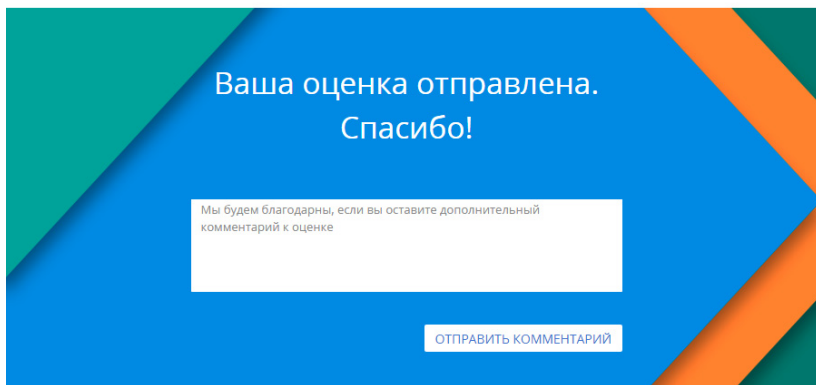 Ваша оценка отправлена.
Спасибо!
Мы будем благодарны, если вы оставите дополнительный
комментарий к оценке
ОТПРАВИТЬ КОММЕНТАРИЙ